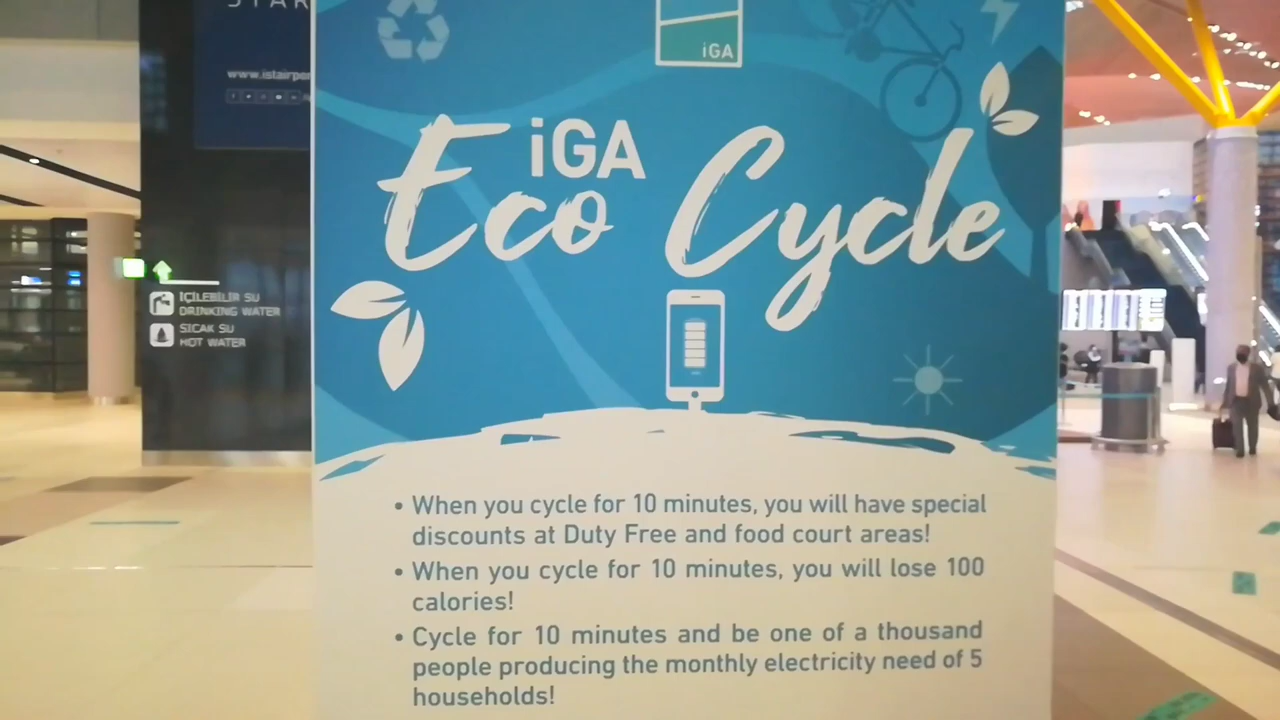 www.istairpor
İÇİLEBİLİR SU
DRINKING WATER
SICAK SU
HOT WATER
iGA
iGA
Eco Cycle
• When you cycle for 10 minutes, you will have special
discounts at Duty Free and food court areas!
• When you cycle for 10 minutes, you will lose 100
calories!
• Cycle for 10 minutes and be one of a thousand
people producing the monthly electricity need of 5
households!